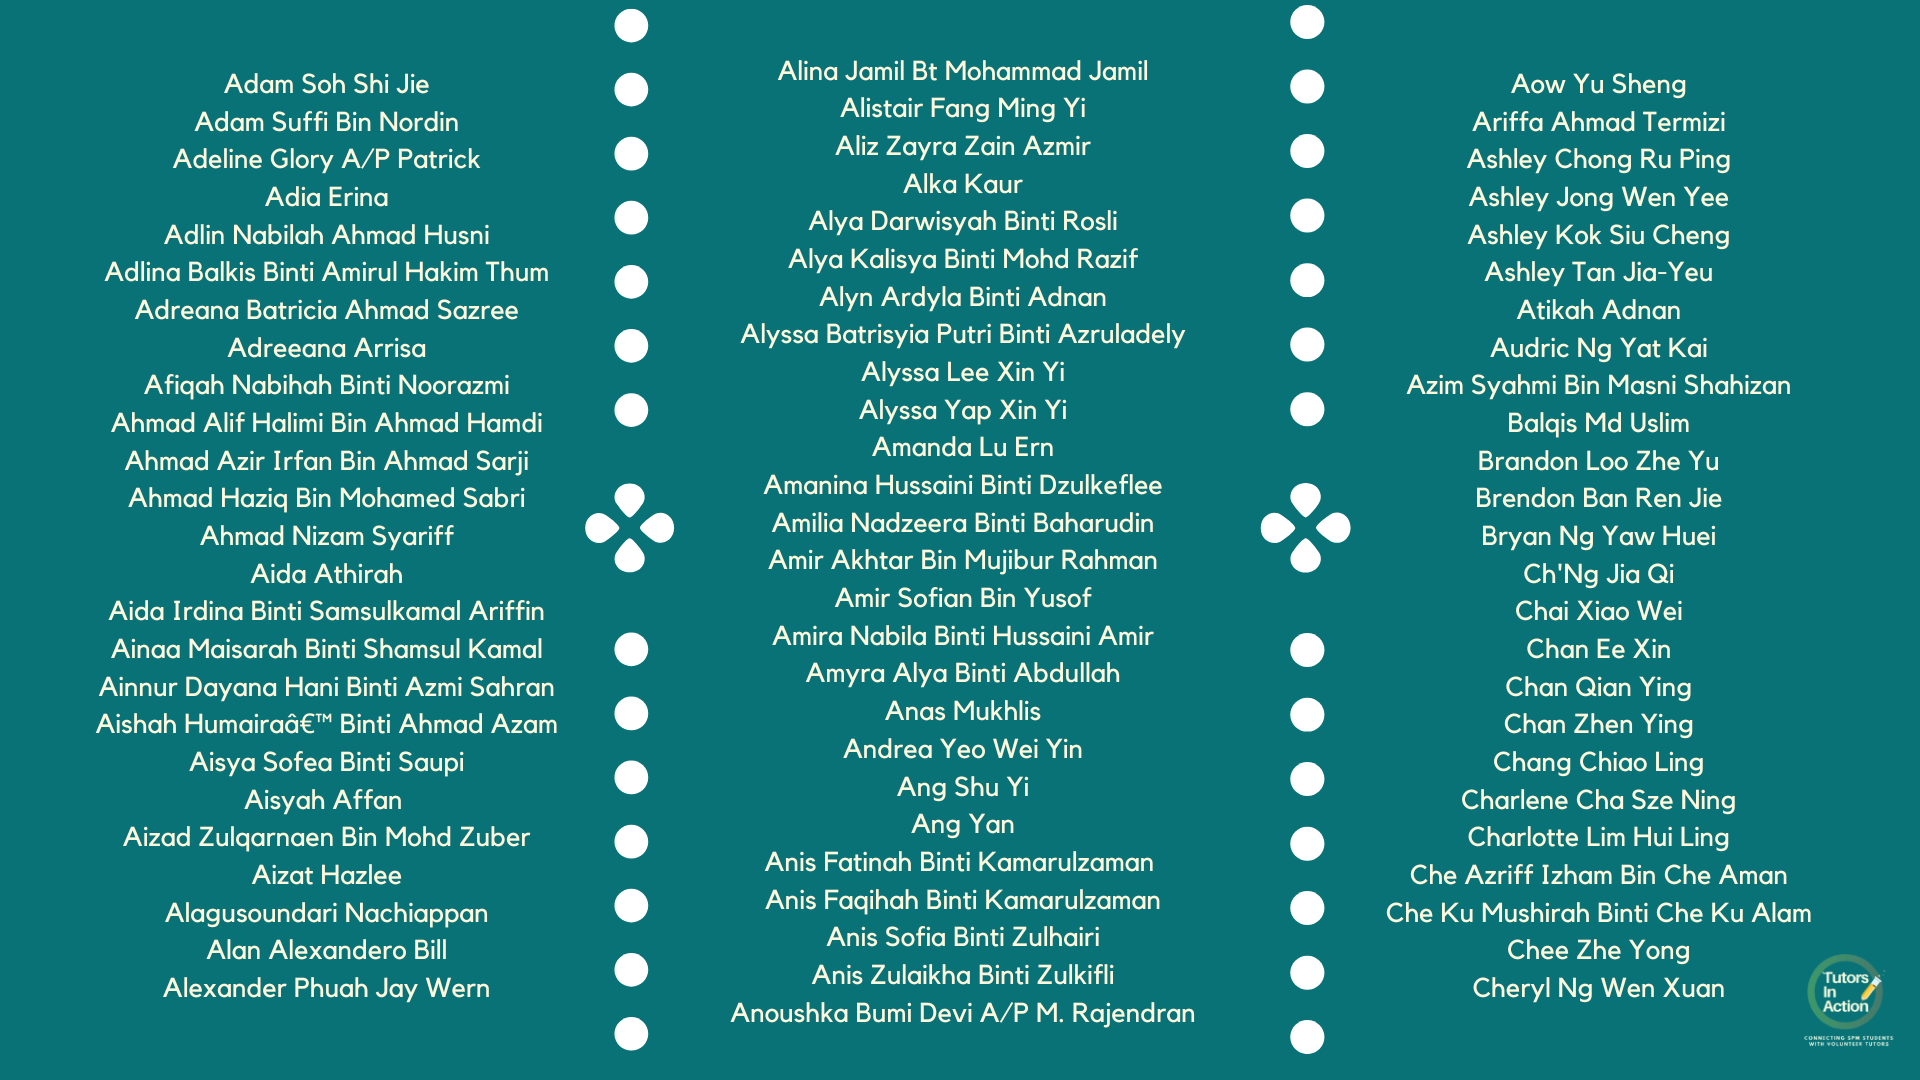 Adam Soh Shi Jie
Adam Suffi Bin Nordin
Adeline Glory A/P Patrick
Adia Erina
Adlin Nabilah Ahmad Husni
Adlina Balkis Binti Amirul Hakim Thum
Adreana Batricia Ahmad Sazree
Adreeana Arrisa
Afiqah Nabihah Binti Noorazmi
Ahmad Alif Halimi Bin Ahmad Hamdi
Ahmad Azir Irfan Bin Ahmad Sarji
Ahmad Haziq Bin Mohamed Sabri
Ahmad Nizam Syariff
Aida Athirah
Aida Irdina Binti Samsulkamal Ariffin
Ainaa Maisarah Binti Shamsul Kamal
Ainnur Dayana Hani Binti Azmi Sahran
Aishah Humairaâ€™ Binti Ahmad Azam
Aisya Sofea Binti Saupi
Aisyah Affan
Aizad Zulqarnaen Bin Mohd Zuber
Aizat Hazlee
Alagusoundari Nachiappan
Alan Alexandero Bill
Alexander Phuah Jay Wern
Alina Jamil Bt Mohammad Jamil
Alistair Fang Ming Yi
Aliz Zayra Zain Azmir
Alka Kaur
Alya Darwisyah Binti Rosli
Alya Kalisya Binti Mohd Razif
Alyn Ardyla Binti Adnan
Alyssa Batrisyia Putri Binti Azruladely
Alyssa Lee Xin Yi
Alyssa Yap Xin Yi
Amanda Lu Ern
Amanina Hussaini Binti Dzulkeflee
Amilia Nadzeera Binti Baharudin
Amir Akhtar Bin Mujibur Rahman
Amir Sofian Bin Yusof
Amira Nabila Binti Hussaini Amir
Amyra Alya Binti Abdullah
Anas Mukhlis
Andrea Yeo Wei Yin
Ang Shu Yi
Ang Yan
Anis Fatinah Binti Kamarulzaman
Anis Faqihah Binti Kamarulzaman
Anis Sofia Binti Zulhairi
Anis Zulaikha Binti Zulkifli
Anoushka Bumi Devi A/P M. Rajendran
Aow Yu Sheng
Ariffa Ahmad Termizi
Ashley Chong Ru Ping
Ashley Jong Wen Yee
Ashley Kok Siu Cheng
Ashley Tan Jia-Yeu
Atikah Adnan
Audric Ng Yat Kai
Azim Syahmi Bin Masni Shahizan
Balqis Md Uslim
Brandon Loo Zhe Yu
Brendon Ban Ren Jie
Bryan Ng Yaw Huei
Ch'Ng Jia Qi
Chai Xiao Wei
Chan Ee Xin
Chan Qian Ying
Chan Zhen Ying
Chang Chiao Ling
Charlene Cha Sze Ning
Charlotte Lim Hui Ling
Che Azriff Izham Bin Che Aman
Che Ku Mushirah Binti Che Ku Alam
Chee Zhe Yong
Cheryl Ng Wen Xuan
Tutors
In
Action
CONNECTING SPM STUDENTS
WITH VOLUNTEER TUTORS